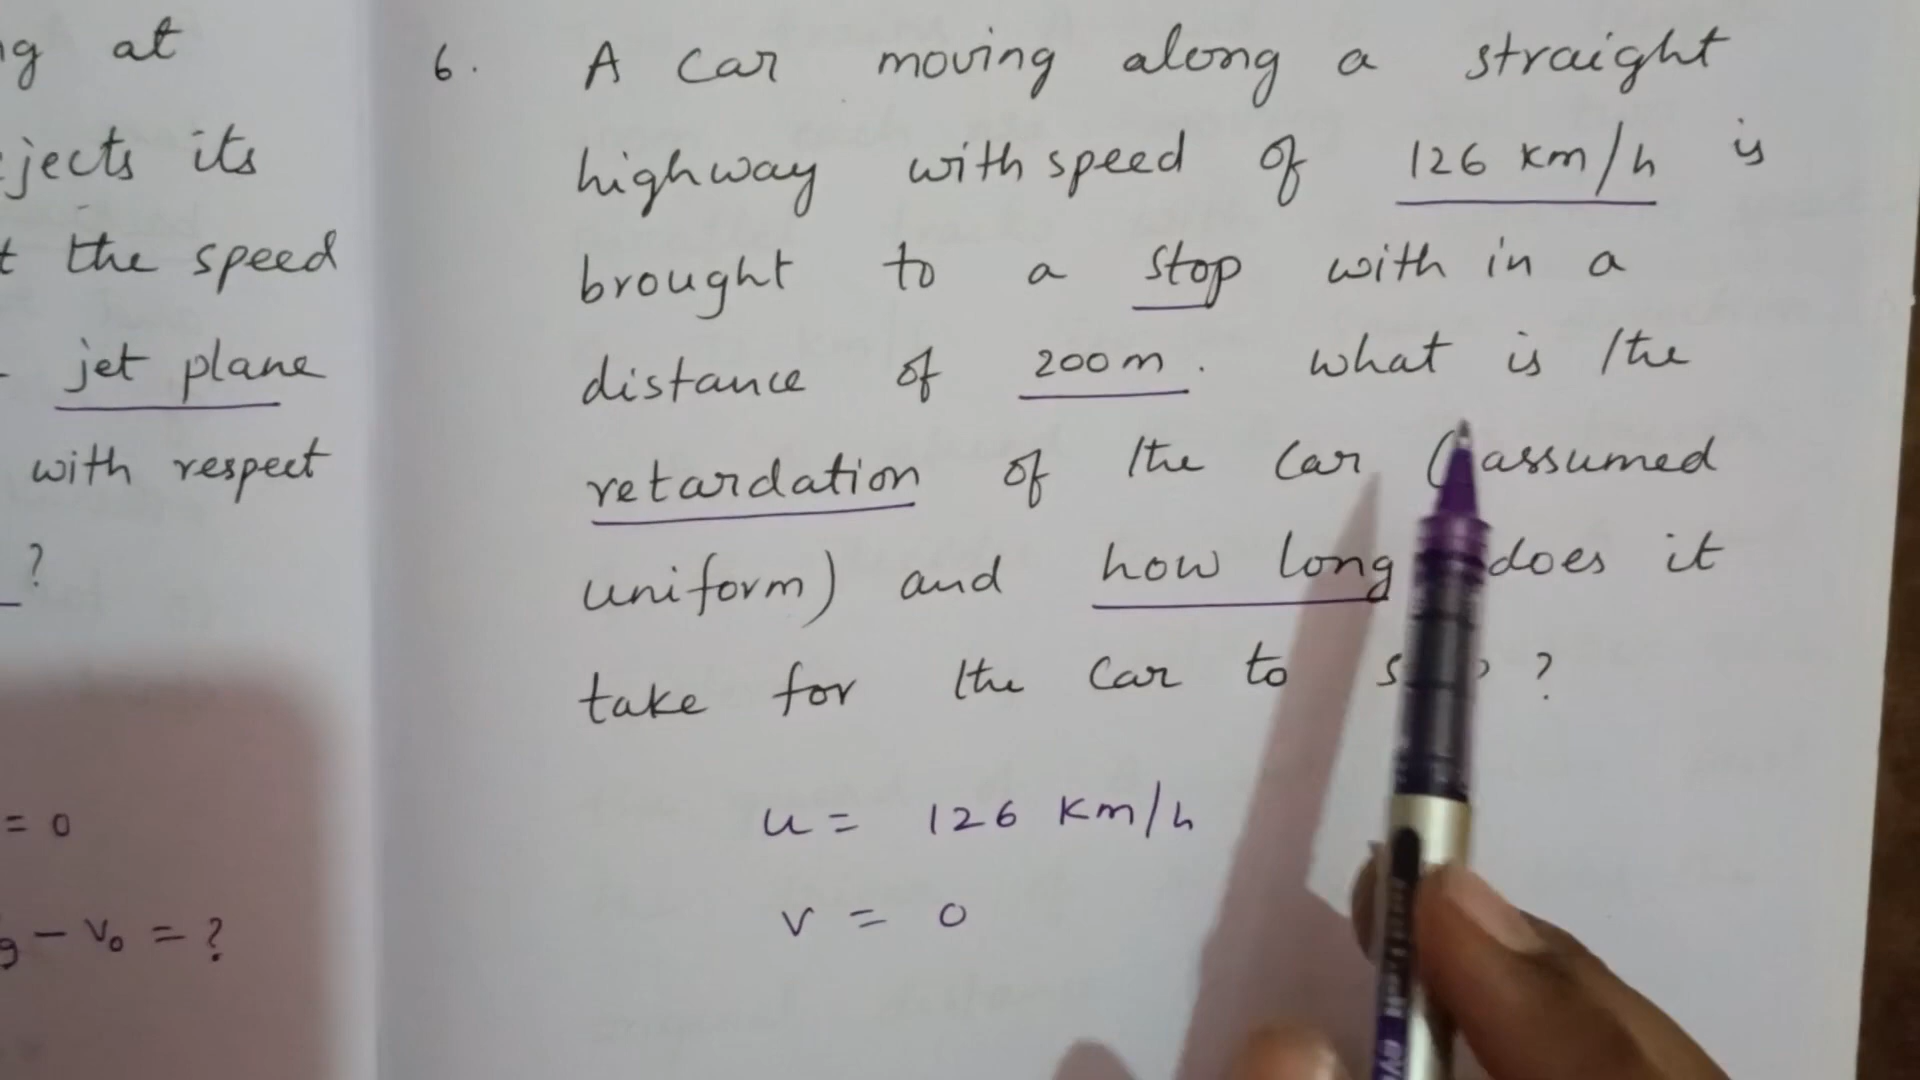 g at
jects its
t the speed
jet plane
with respect
?
= 0
g - v₀ = ?
6. A car moving along a straight
highway with speed of 126 km/h is
brought to a stop with in a
distance of 200m. what is the
retardation of the car (assumed
uniform) and how long does it
take for the car to ?
u = 126 km/h
v = 0